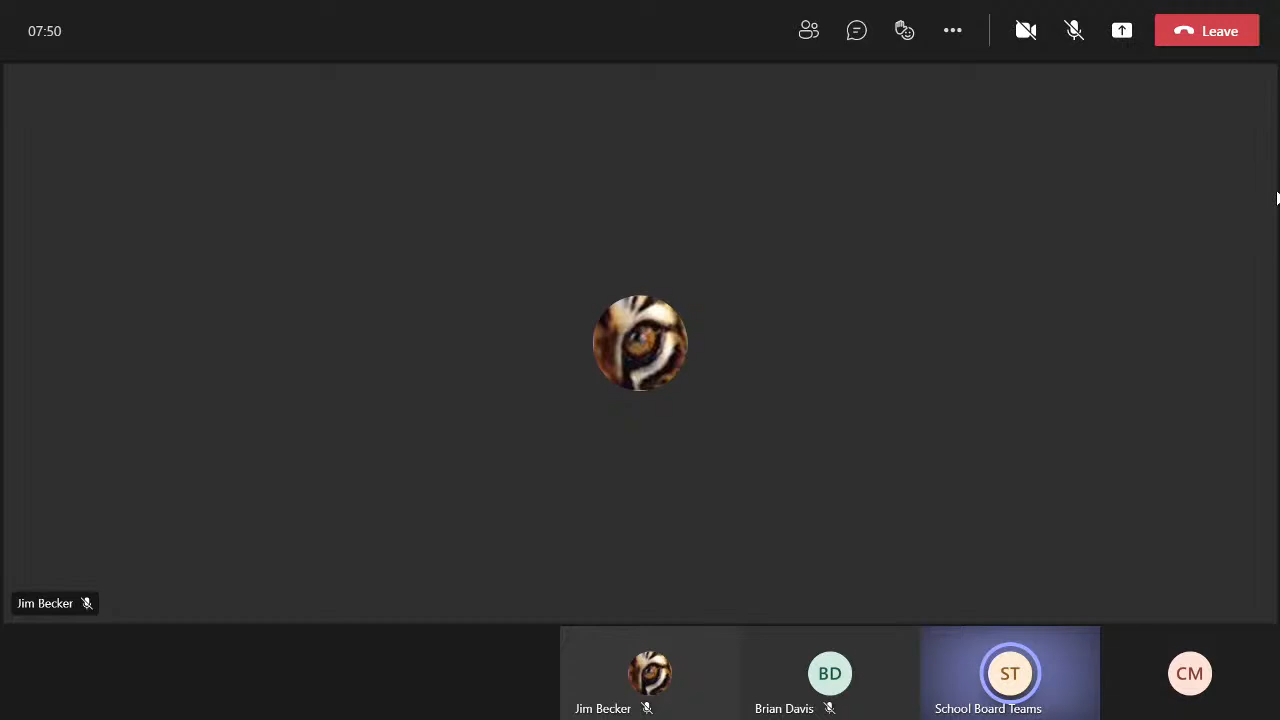 07:50
Leave
Jim Becker
Jim Becker
BD
Brian Davis
ST
School Board Teams
CM